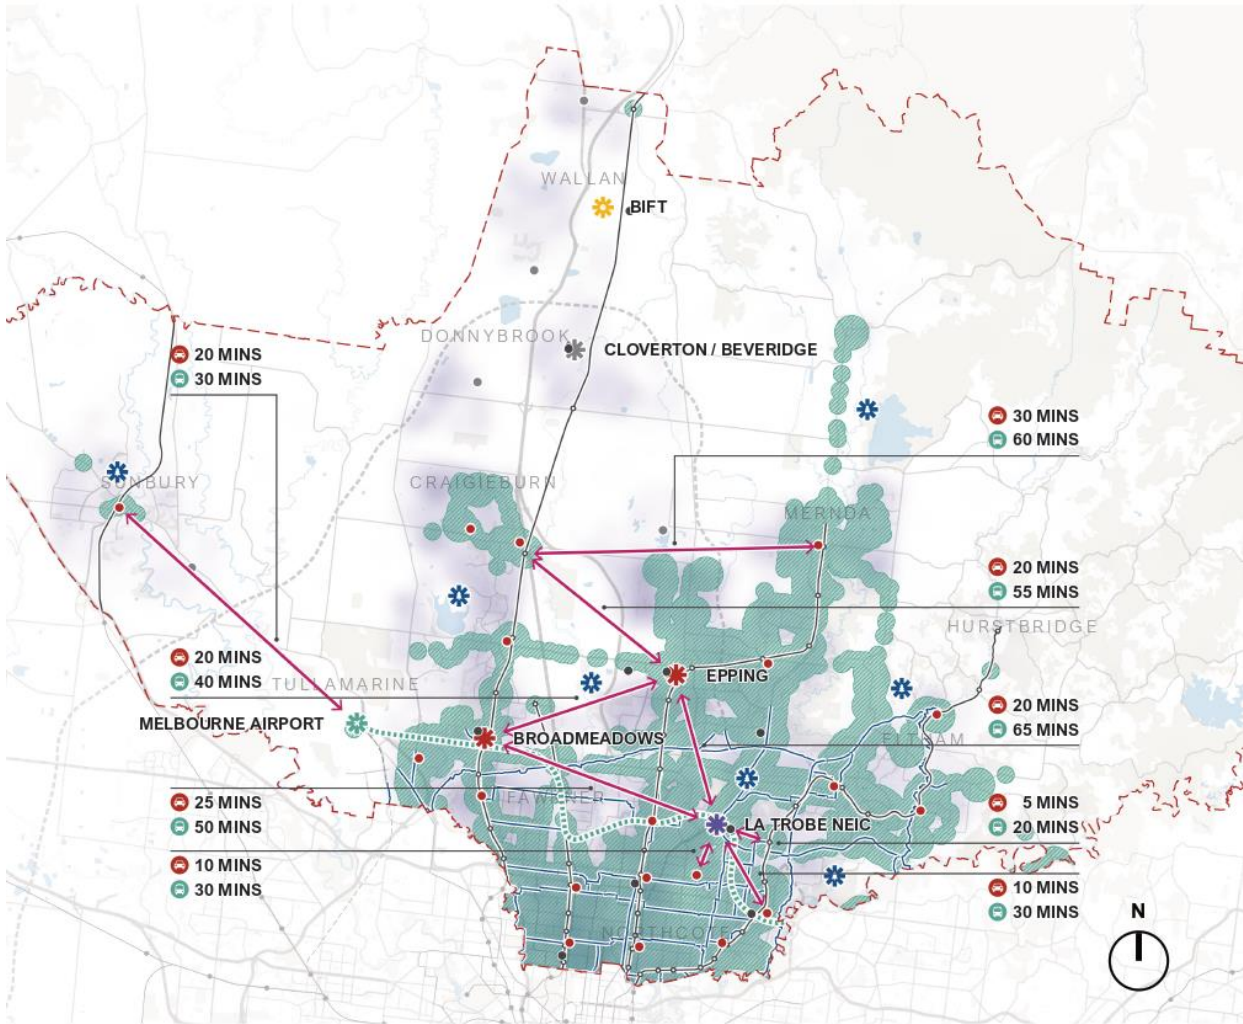 WALLAN
BIFT
DONNYBROOK
CLOVERTON / BEVERIDGE
20 MINS
30 MINS
30 MINS
60 MINS
SUNBURY
CRAIGIEBURN
MERNDA
20 MINS
55 MINS
HURSTBRIDGE
20 MINS
40 MINS
TULLAMARINE
EPPING
MELBOURNE AIRPORT
BROADMEADOWS
20 MINS
65 MINS
ELTHAM
25 MINS
50 MINS
FAWKNER
LA TROBE NEIC
5 MINS
20 MINS
10 MINS
30 MINS
10 MINS
30 MINS
NORTHCOTE
N